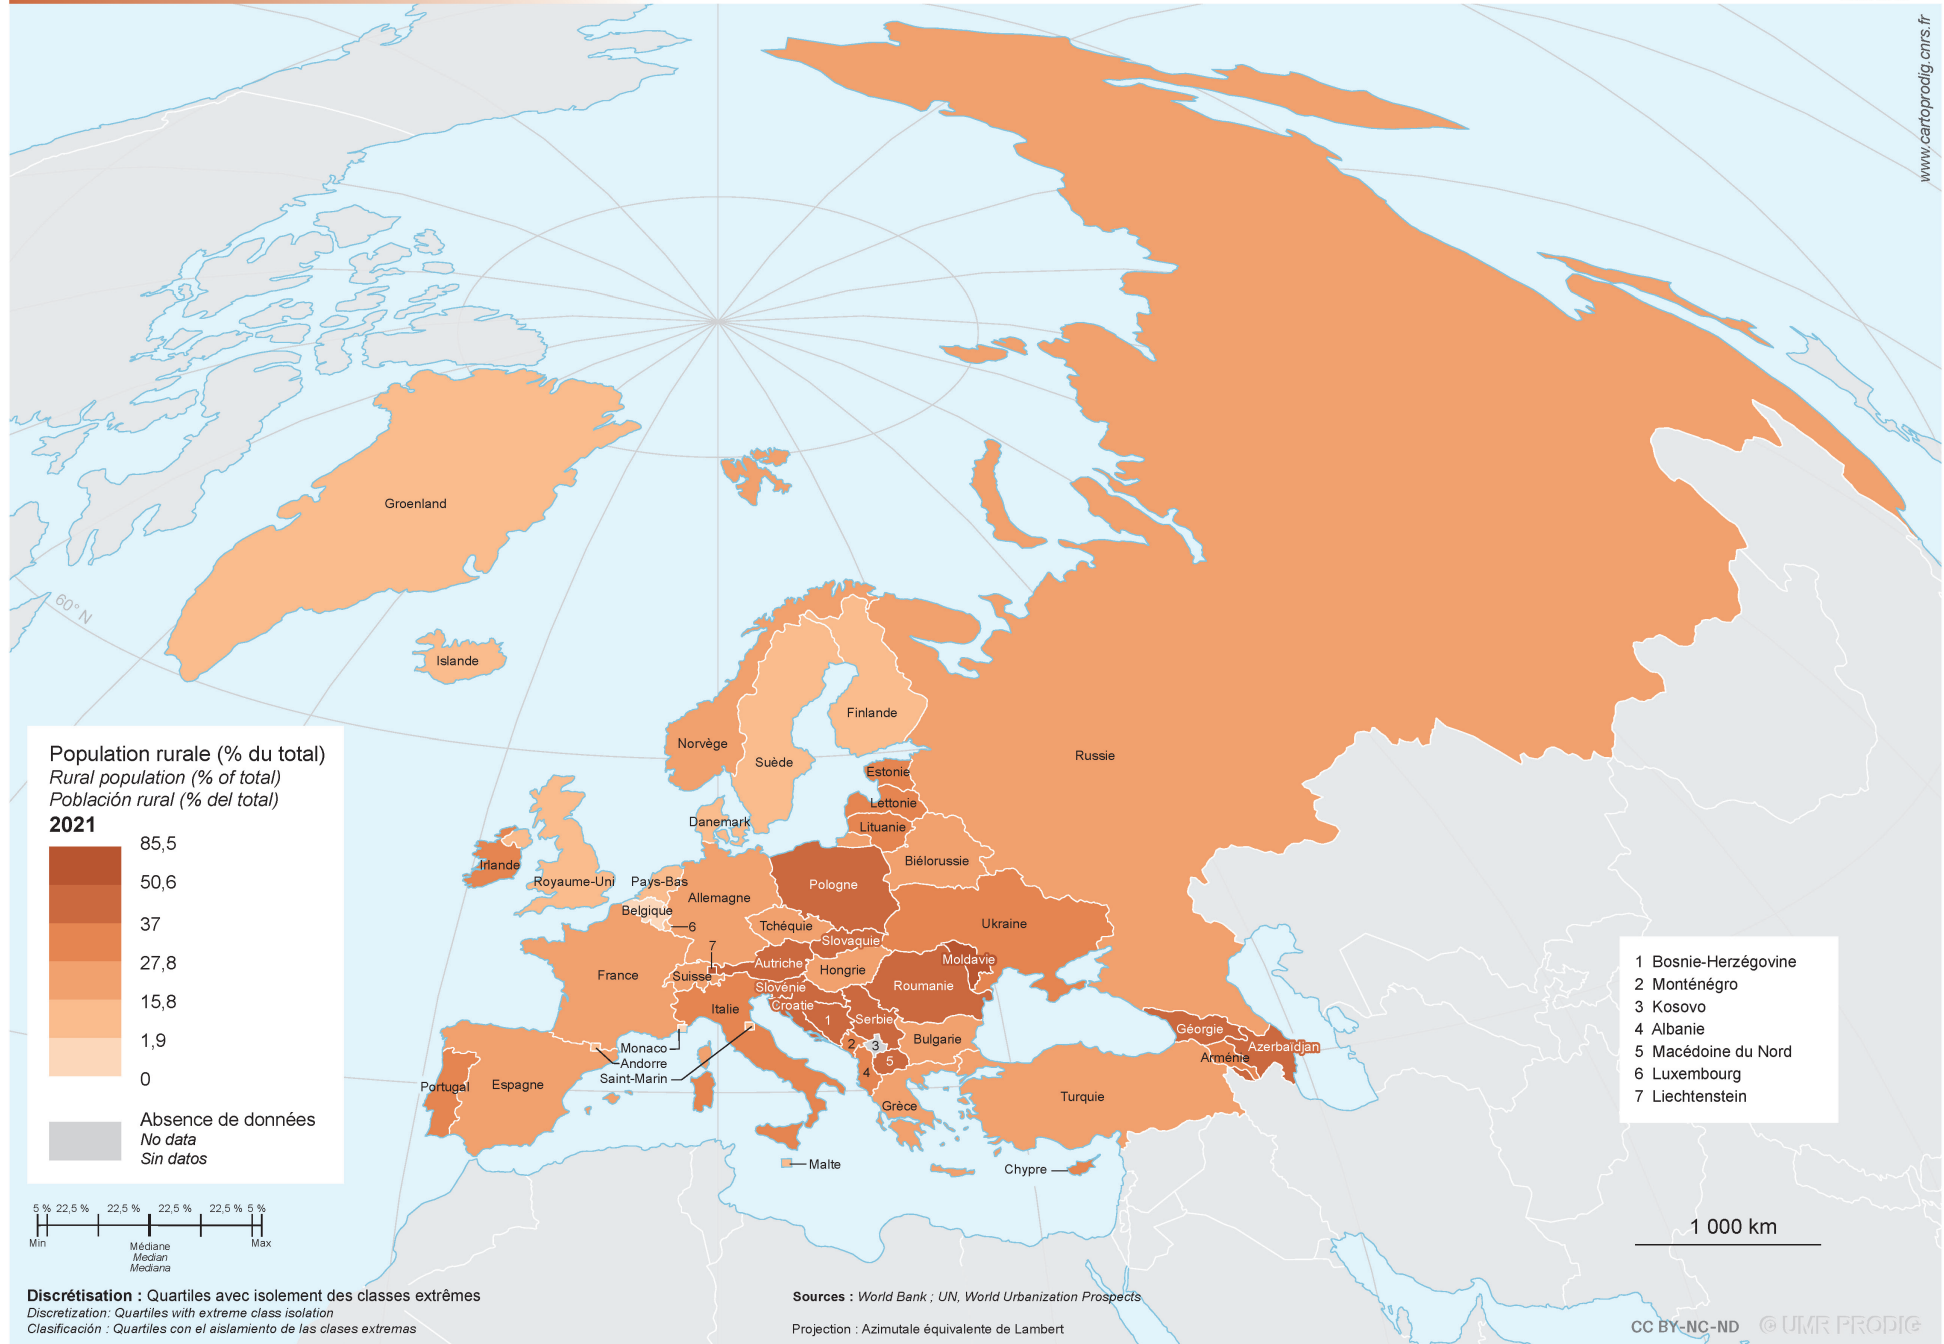 www.cartoprodig.cnrs.fr
Groenland
60° N
Islande
Finlande
Norvège
Suède
Russie
Estonie
Lettonie
Danemark
Lituanie
Biélorussie
Irlande
Royaume-Uni
Pays-Bas
Pologne
Allemagne
Belgique
6
Tchéquie
Ukraine
7
Slovaquie
Moldavie
Autriche
Hongrie
France
Suisse
Slovénie
Roumanie
Italie
Croatie
1
Serbie
Géorgie
Bulgarie
2
3
Azerbaïdjan
Monaco
Arménie
Andorre
5
4
Saint-Marin
Portugal
Espagne
Turquie
Grèce
Malte
Chypre
Population rurale (% du total)
Rural population (% of total)
Población rural (% del total)
2021
85,5
50,6
37
27,8
15,8
1,9
0
Absence de données
No data
Sin datos
1 Bosnie-Herzégovine
2 Monténégro
3 Kosovo
4 Albanie
5 Macédoine du Nord
6 Luxembourg
7 Liechtenstein
5 % 22,5 % 22,5 % 22,5 % 22,5 % 5 %
Min Médiane Max
Median
Mediana
1 000 km
Discrétisation : Quartiles avec isolement des classes extrêmes
Discretization: Quartiles with extreme class isolation
Clasificación : Quartiles con el aislamiento de las clases extremas
Sources : World Bank ; UN, World Urbanization Prospects
Projection : Azimutale équivalente de Lambert
CC BY-NC-ND © UMR PRODIG